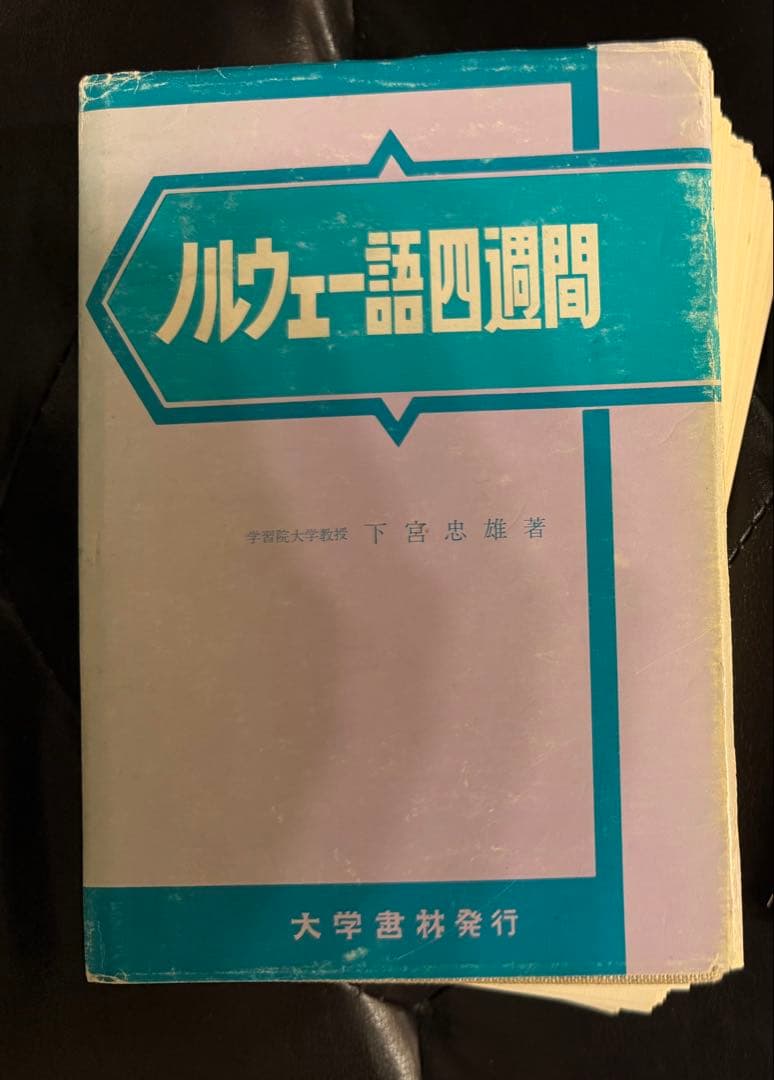 ノルウェー語四週間
学習院大学教授 下宮忠雄著
大学書林発行